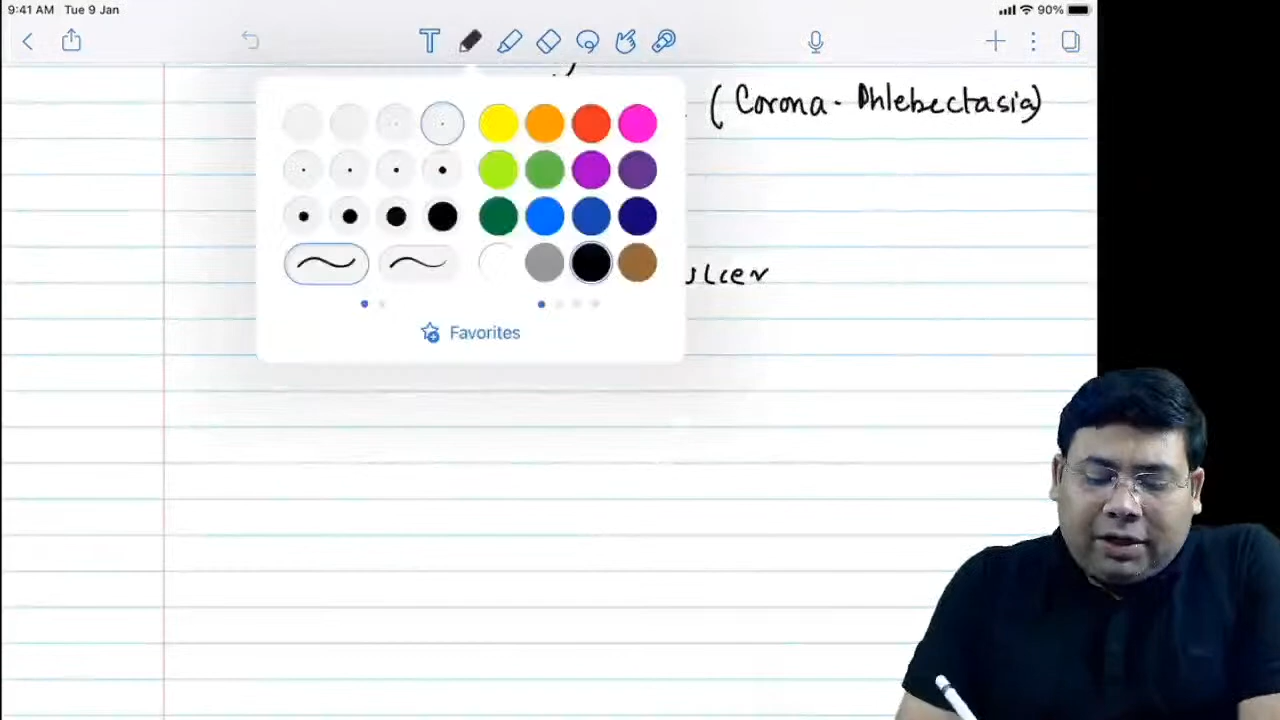 9:41 AM Tue 9 Jan 90%
T
(Corona - Phlebectasia)
ulcer
Favorites